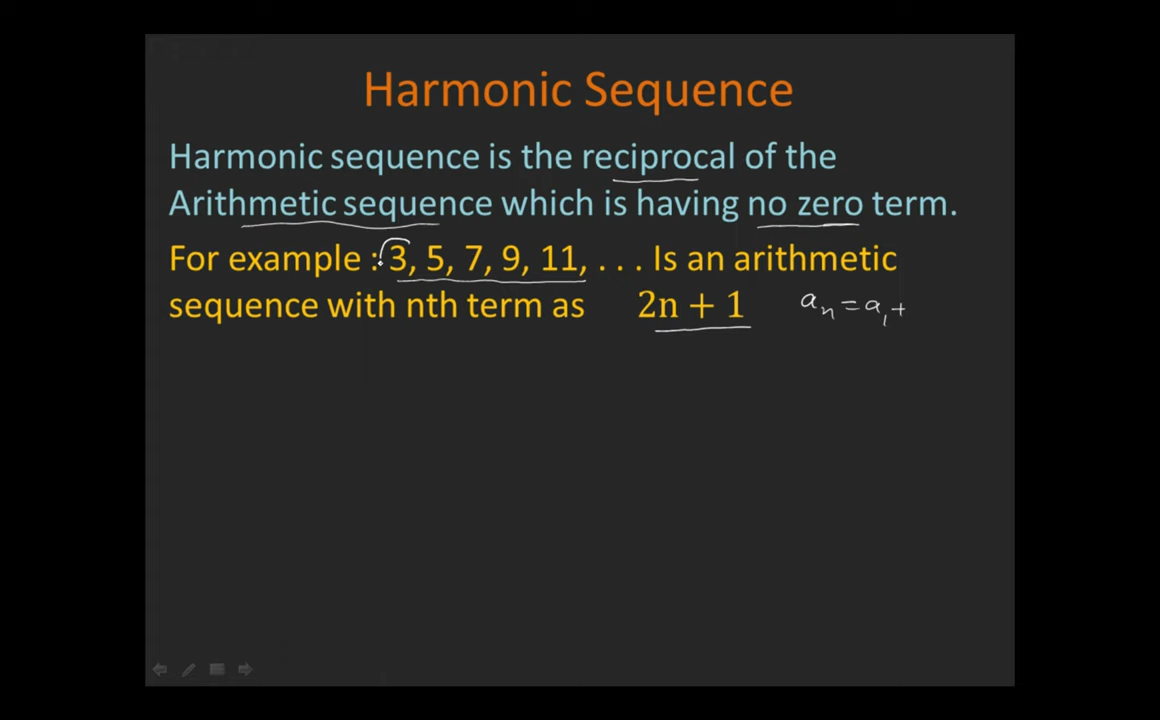 Harmonic Sequence
Harmonic sequence is the reciprocal of the
Arithmetic sequence which is having no zero term.
For example : 3, 5, 7, 9, 11, . . . Is an arithmetic
sequence with nth term as 2n + 1 aₙ = a₁ +